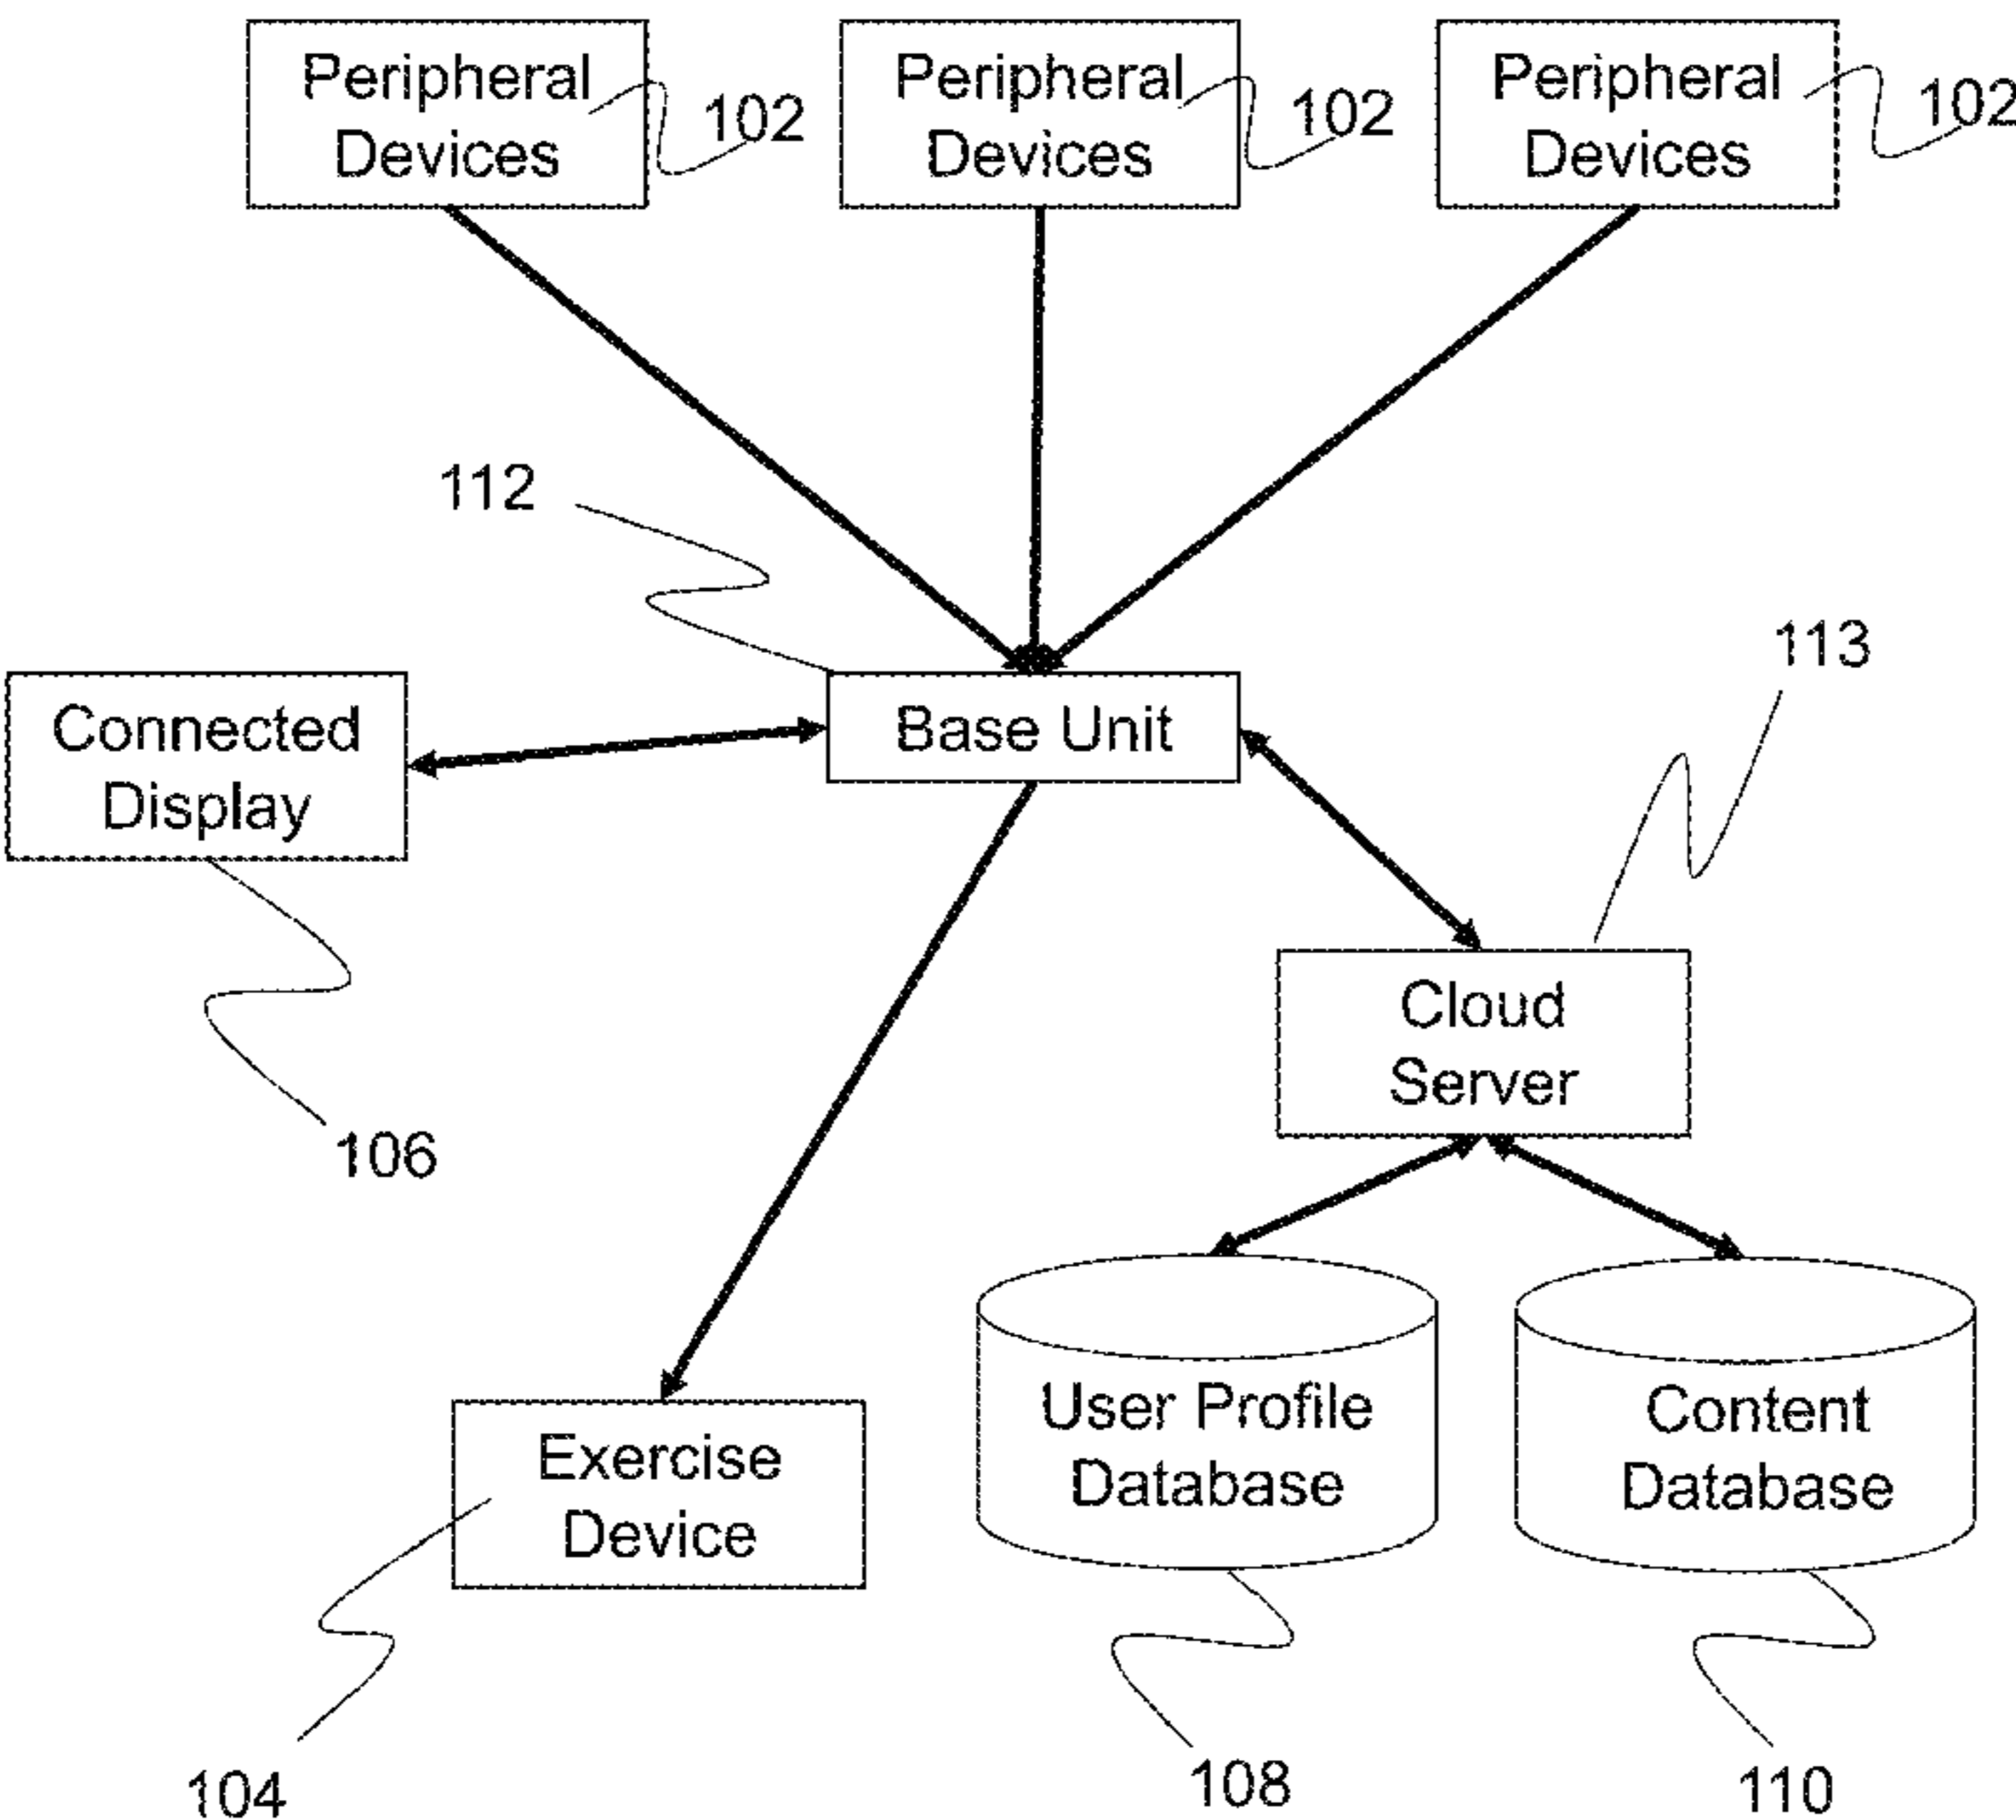 Peripheral
Devices
102
Peripheral
Devices
102
Peripheral
Devices
102
112
113
Connected
Display
Base Unit
Cloud
Server
106
User Profile
Database
Content
Database
Exercise
Device
104
108
110